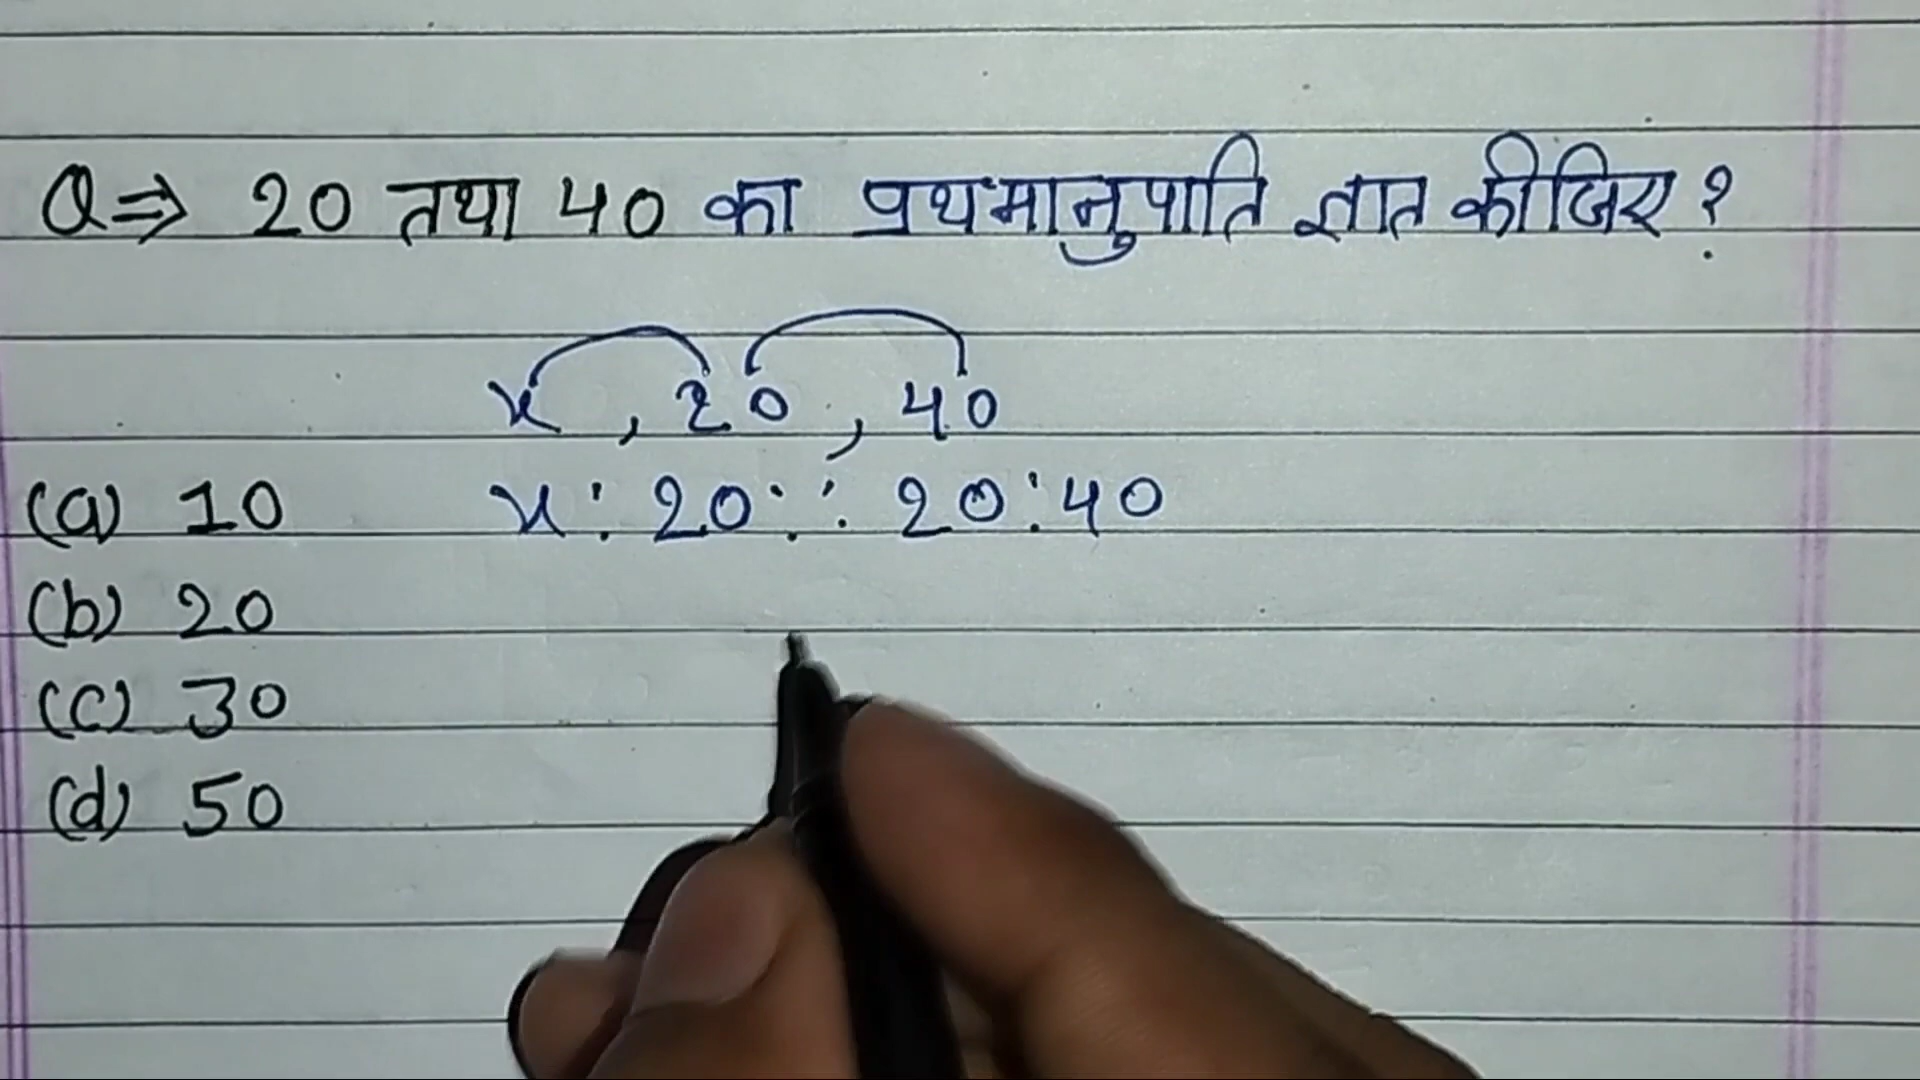 Q⇒ 20 तथा 40 का प्रथमानुपाति ज्ञात कीजिए ?
x , 20 , 40
(a) 10
x : 20 :: 20 : 40
(b) 20
(c) 30
(d) 50